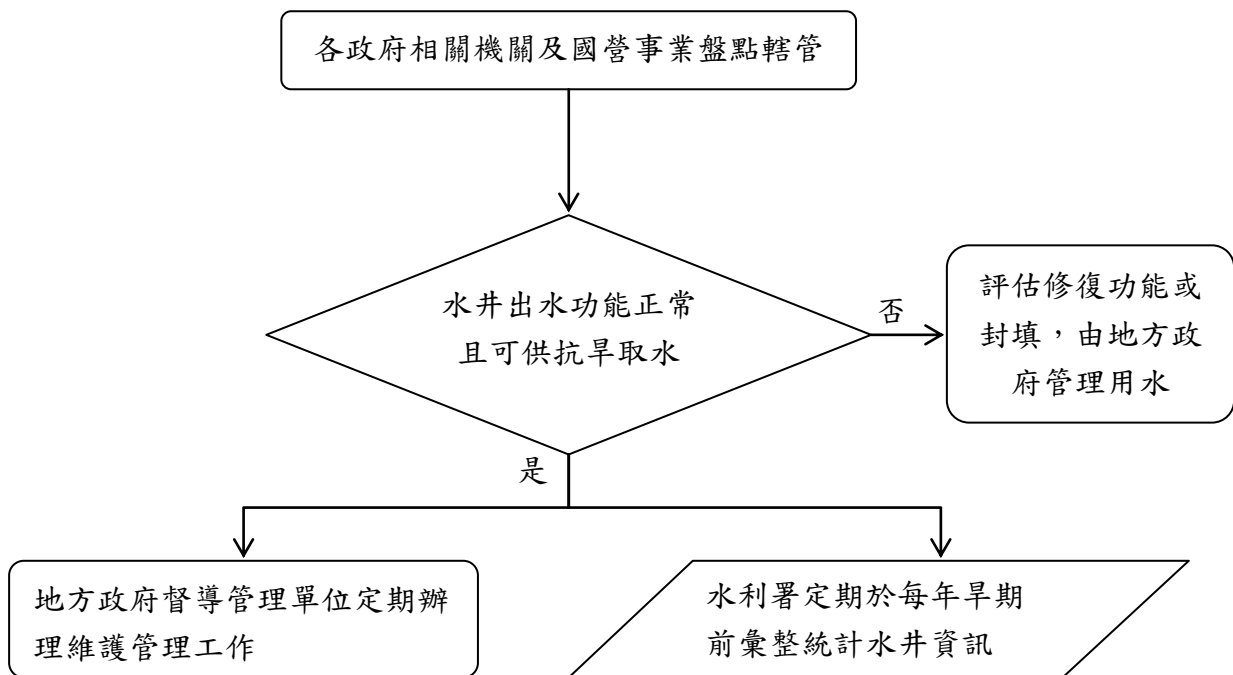 各政府相關機關及國營事業盤點轄管
水井出水功能正常
且可供抗旱取水
否
評估修復功能或
封填，由地方政
府管理用水
是
地方政府督導管理單位定期辦
理維護管理工作
水利署定期於每年旱期
前彙整統計水井資訊